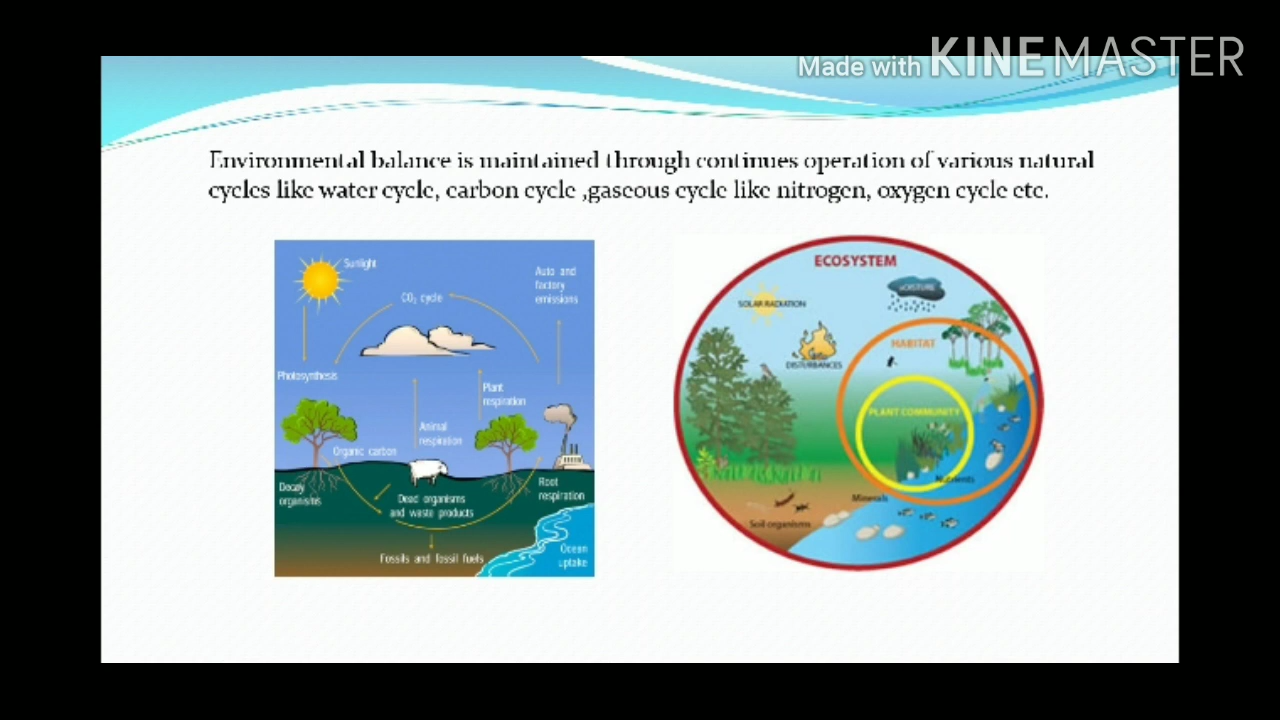 Made with KINEMASTER
Environmental balance is maintained through continues operation of various natural
cycles like water cycle, carbon cycle ,gaseous cycle like nitrogen, oxygen cycle etc.
Sunlight
CO₂ cycle
Auto and
factory
emissions
Photosynthesis
Plant
respiration
Animal
respiration
Organic carbon
Decay
organisms
Dead organisms
and waste products
Root
respiration
Fossils and fossil fuels
Ocean
uptake
ECOSYSTEM
SOLAR RADIATION
MOISTURE
DISTURBANCES
HABITAT
PLANT COMMUNITY
Nutrients
Minerals
Soil organisms